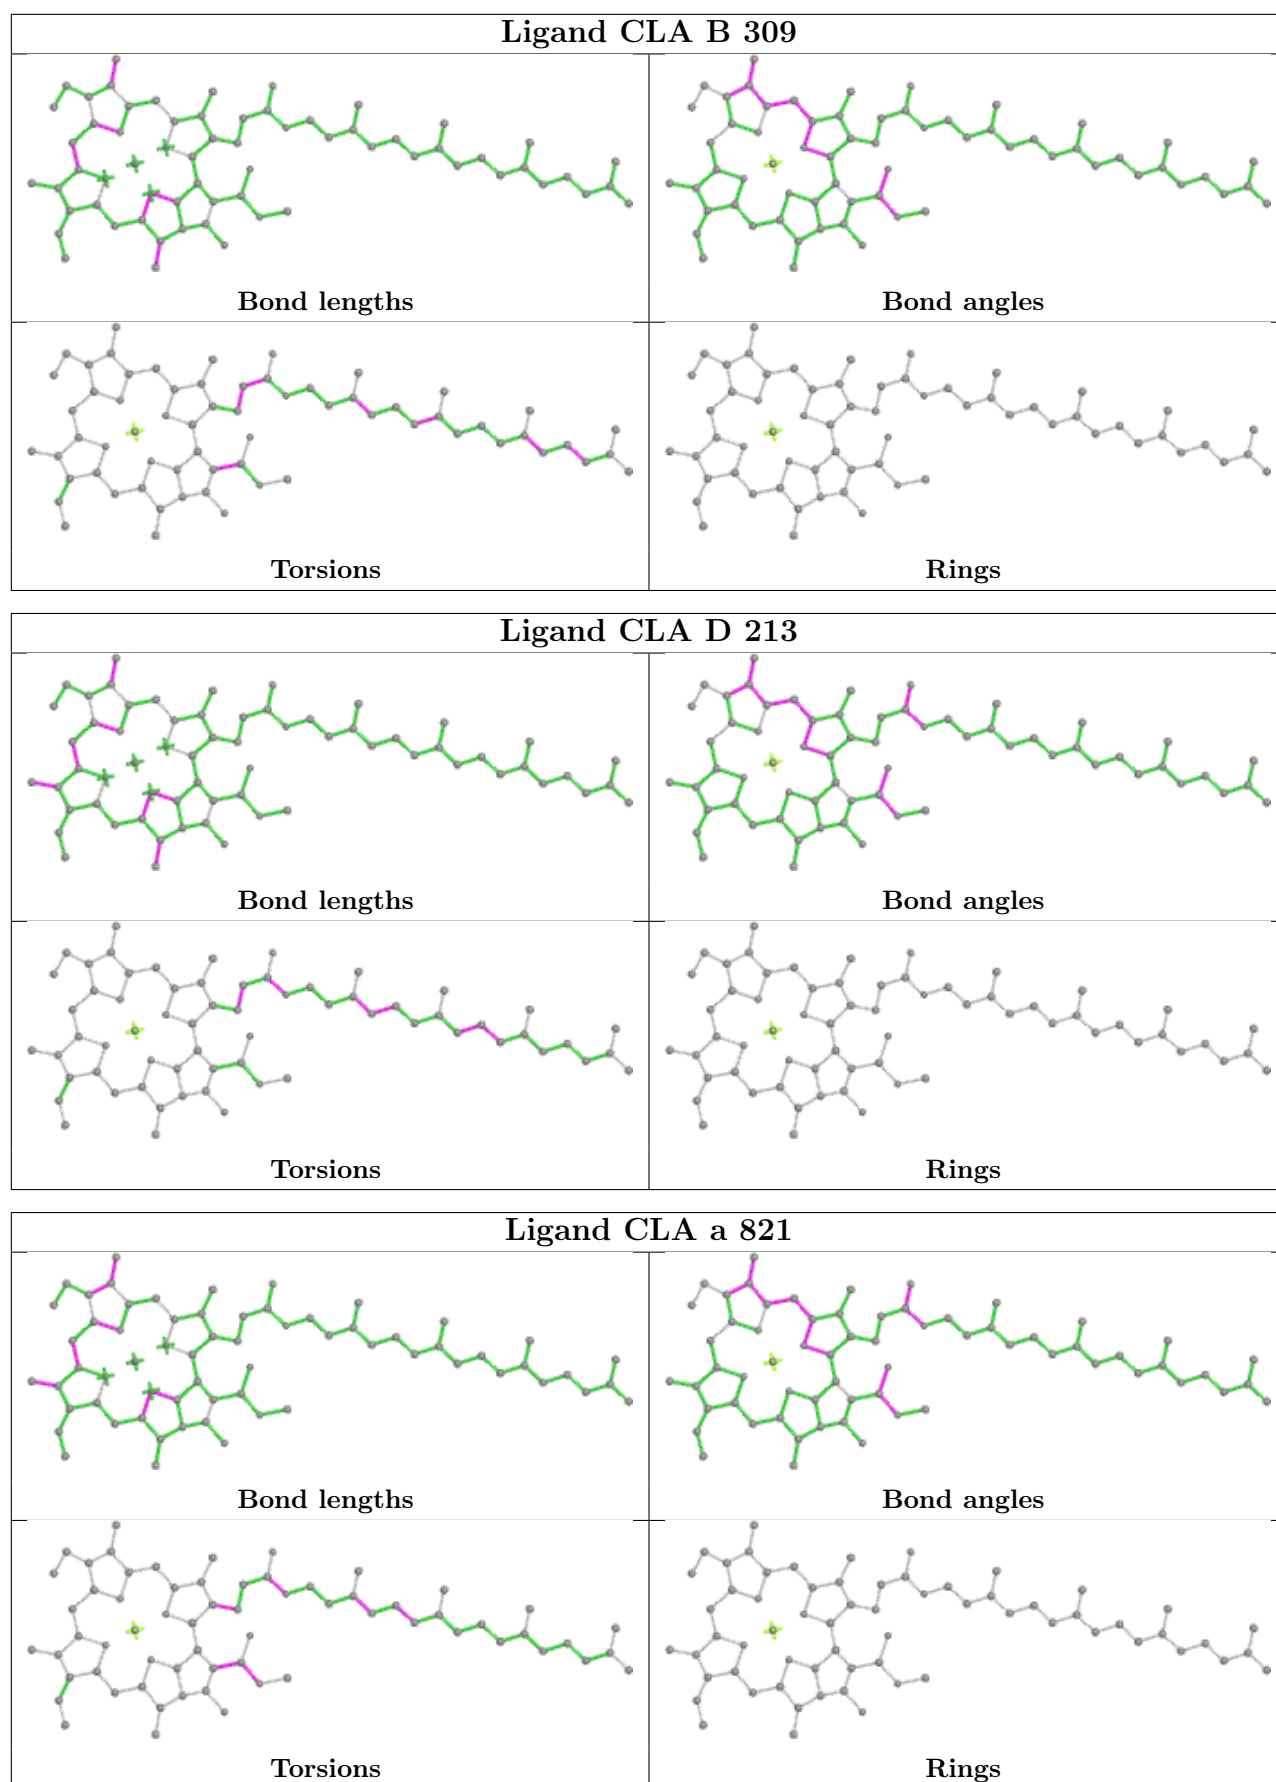 Ligand CLA B 309
Bond lengths
Bond angles
Torsions
Rings
Ligand CLA D 213
Bond lengths
Bond angles
Torsions
Rings
Ligand CLA a 821
Bond lengths
Bond angles
Torsions
Rings